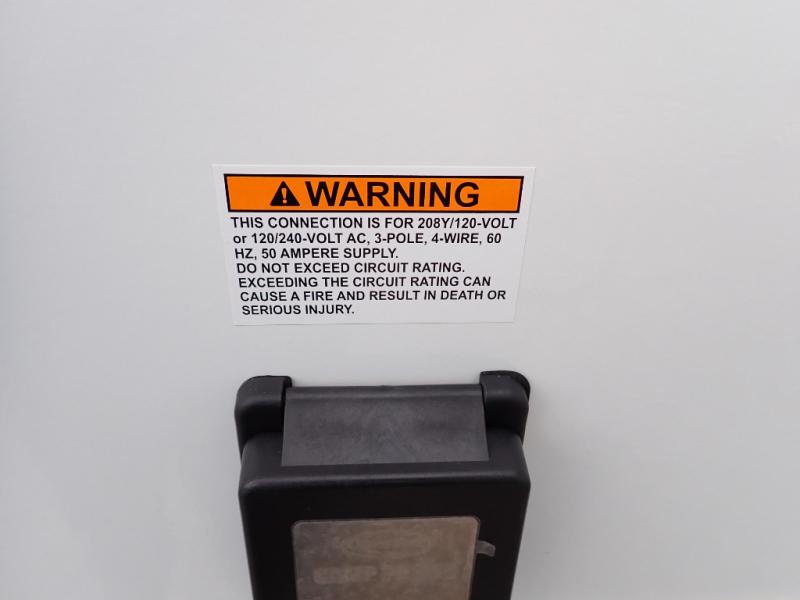 WARNING
THIS CONNECTION IS FOR 208Y/120-VOLT
or 120/240-VOLT AC, 3-POLE, 4-WIRE, 60
HZ, 50 AMPERE SUPPLY.
DO NOT EXCEED CIRCUIT RATING.
EXCEEDING THE CIRCUIT RATING CAN
CAUSE A FIRE AND RESULT IN DEATH OR
SERIOUS INJURY.